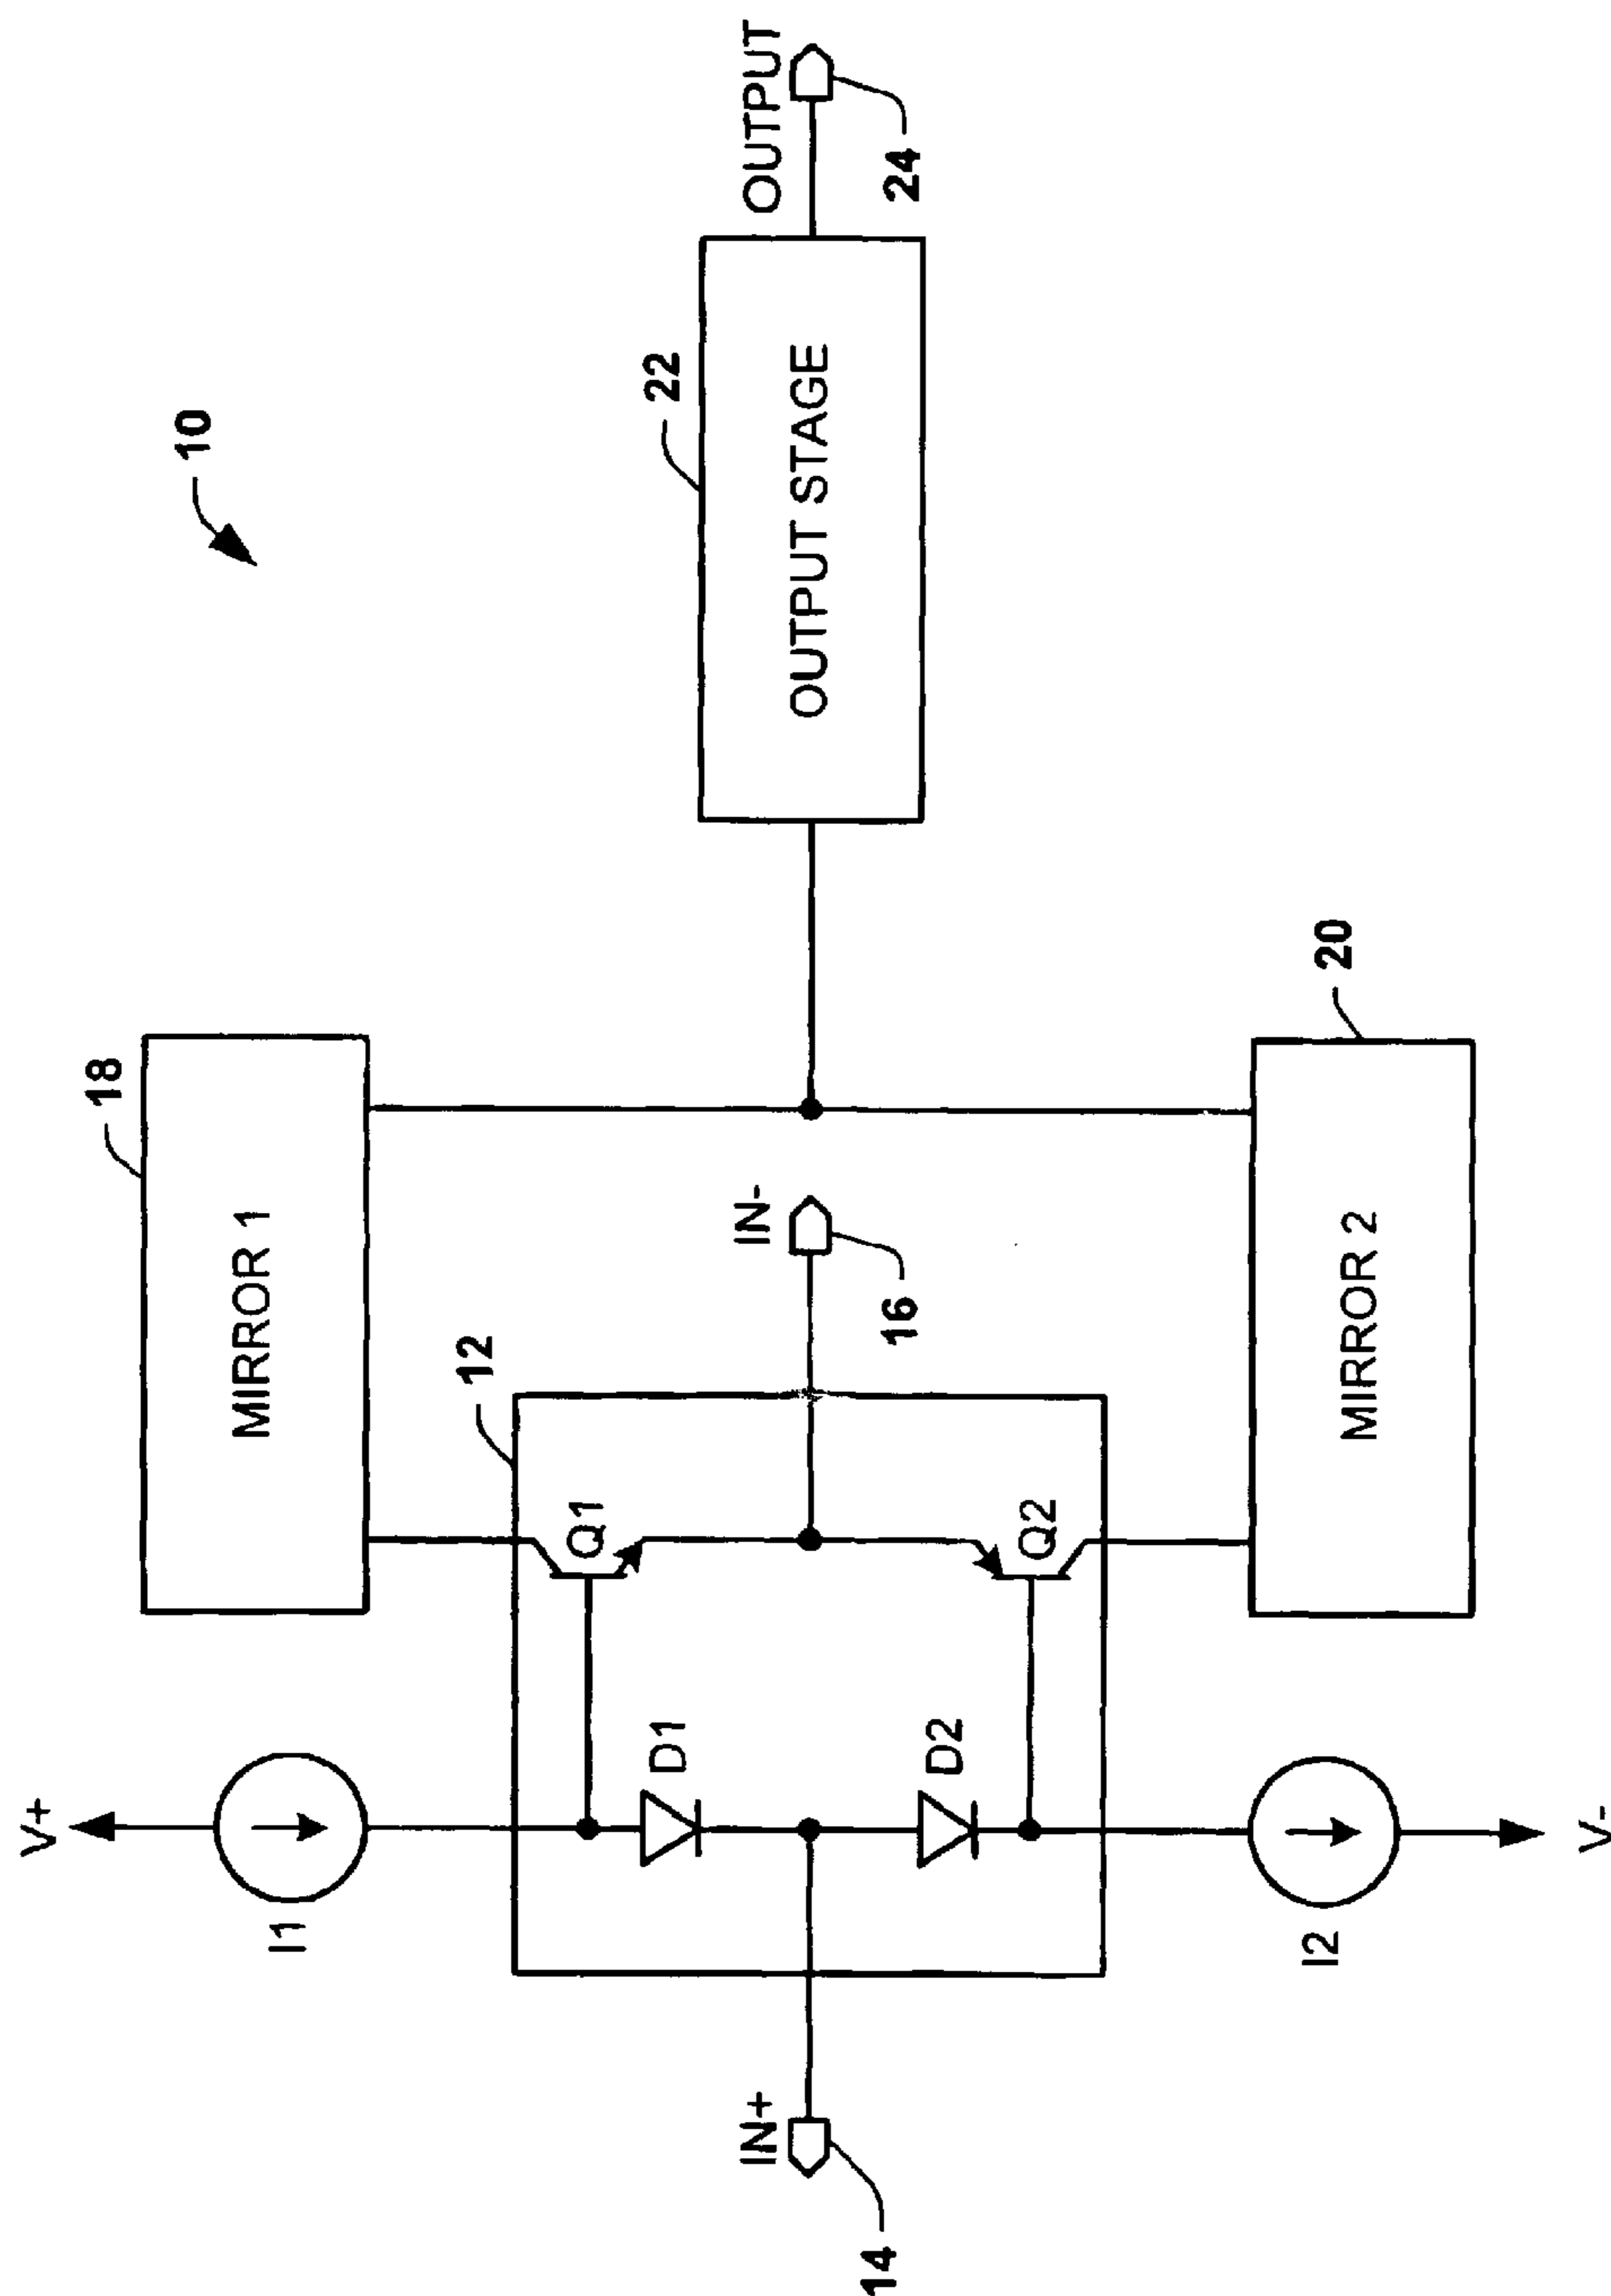 10
V+
I1
MIRROR 1
18
12
D1
Q1
IN+
14
IN-
16
D2
Q2
OUTPUT STAGE
22
OUTPUT
24
I2
V-
MIRROR 2
20